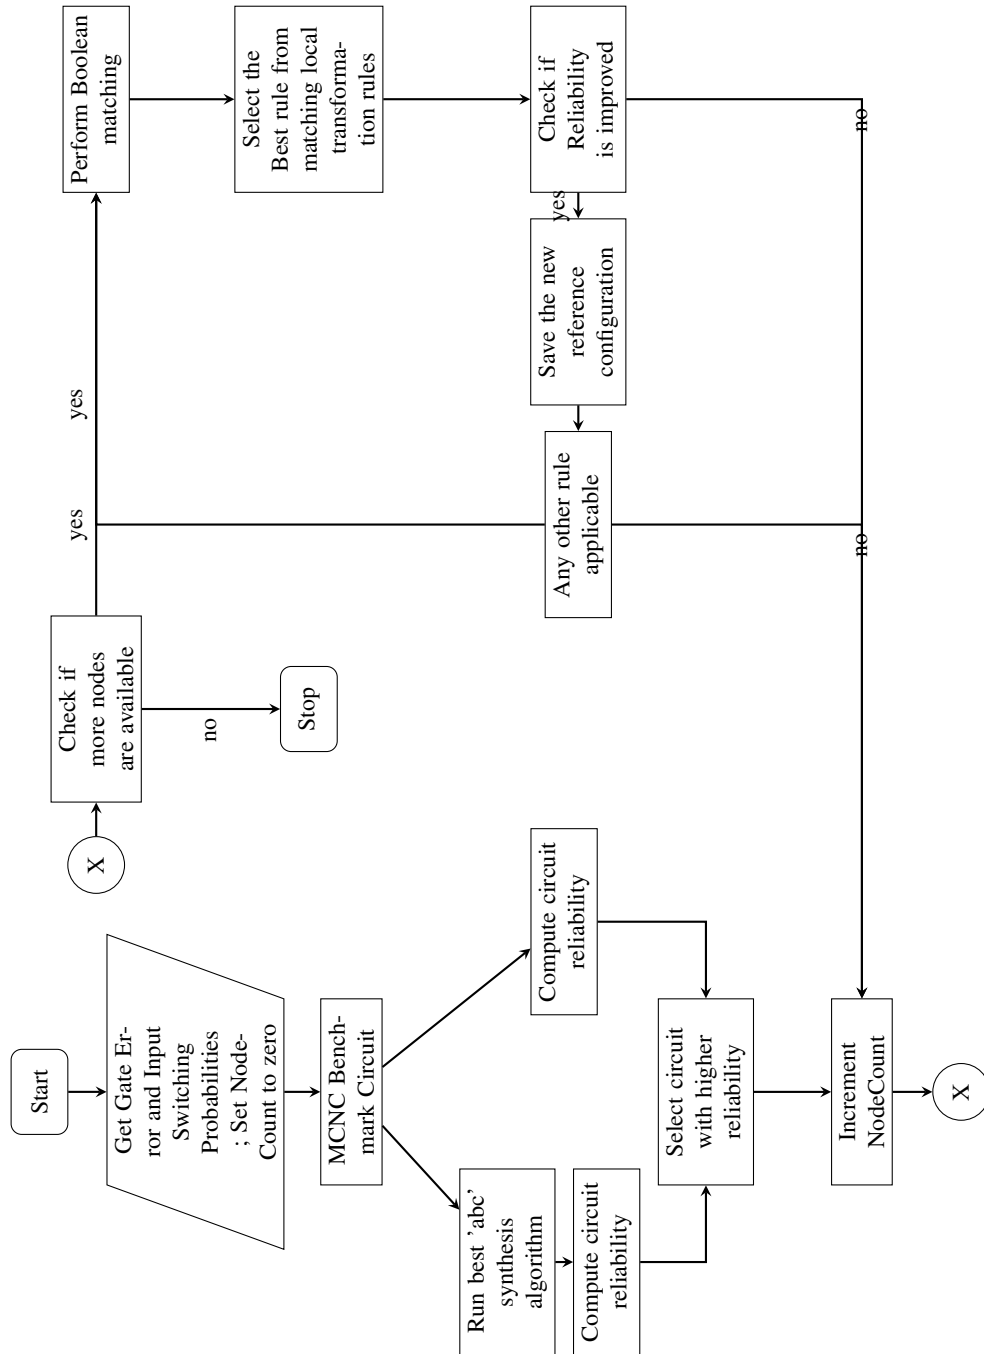 Start
Get Gate Er-
ror and Input
Switching
Probabilities
; Set Node-
Count to zero
MCNC Bench-
mark Circuit
Run best 'abc'
synthesis
algorithm
Compute circuit
reliability
Compute circuit
reliability
Select circuit
with higher
reliability
Increment
NodeCount
X
X
Check if
more nodes
are available
no
Stop
yes
yes
Perform Boolean
matching
Select the
Best rule from
matching local
transforma-
tion rules
Check if
Reliability
is improved
yes
Save the new
reference
configuration
Any other rule
applicable
no
no